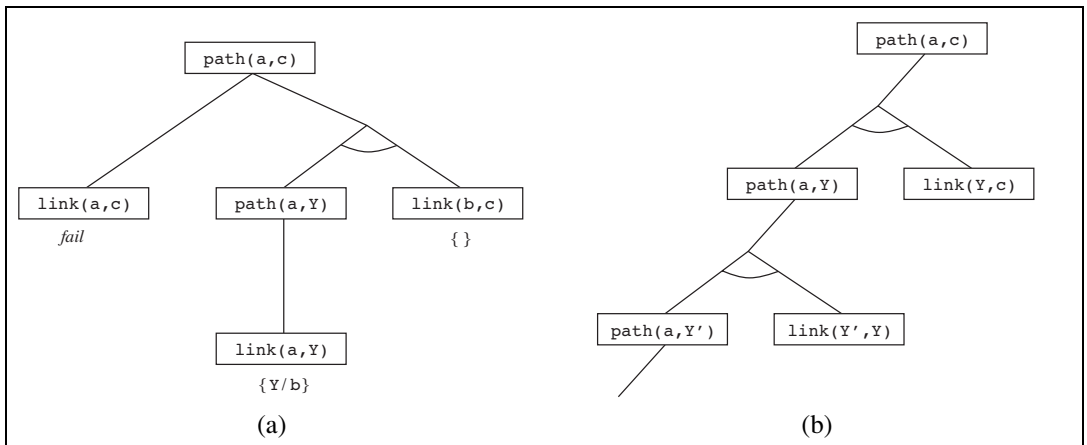 path(a,c)
link(a,c)
fail
path(a,Y)
link(b,c)
{ }
link(a,Y)
{Y/b}
(a)
path(a,c)
path(a,Y)
link(Y,c)
path(a,Y’)
link(Y’,Y)
(b)